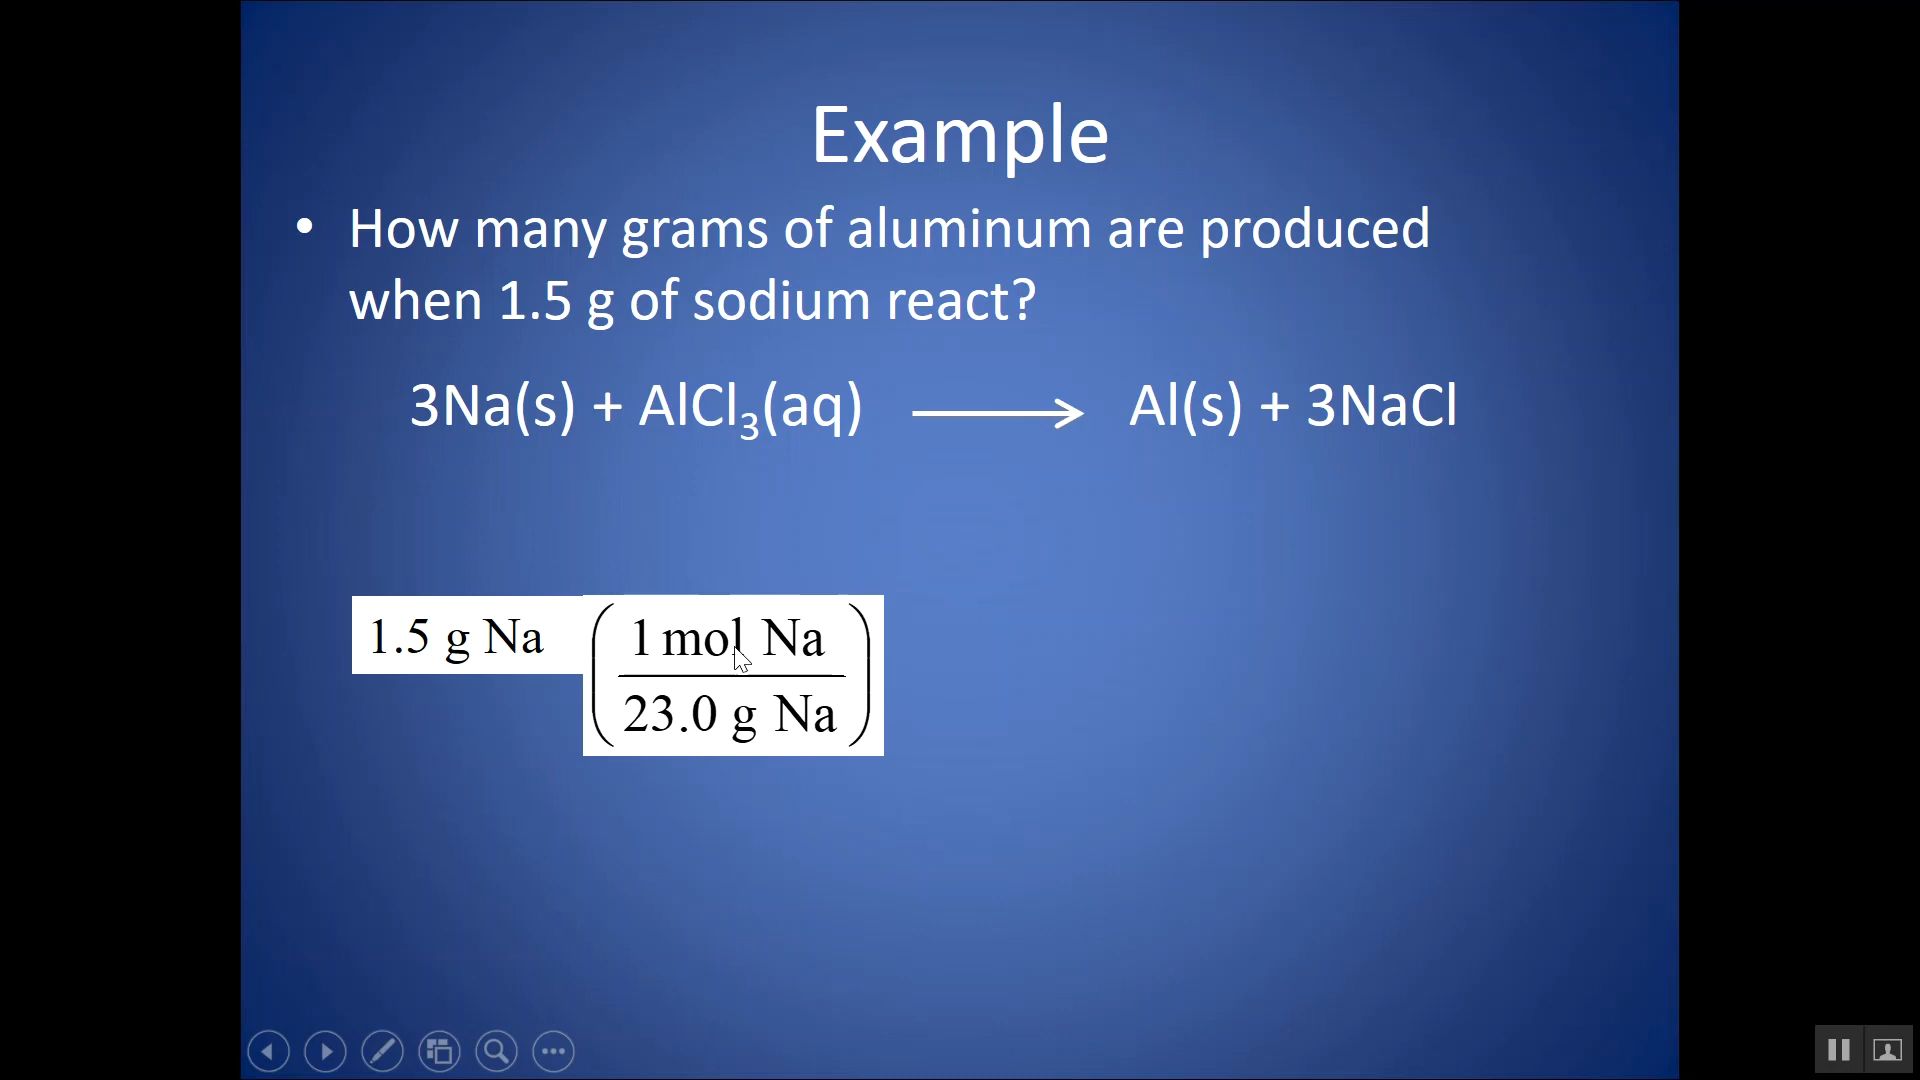 Example
• How many grams of aluminum are produced
when 1.5 g of sodium react?
3Na(s) + AlCl₃(aq) ⟶ Al(s) + 3NaCl
1.5 g Na (1 mol Na / 23.0 g Na)